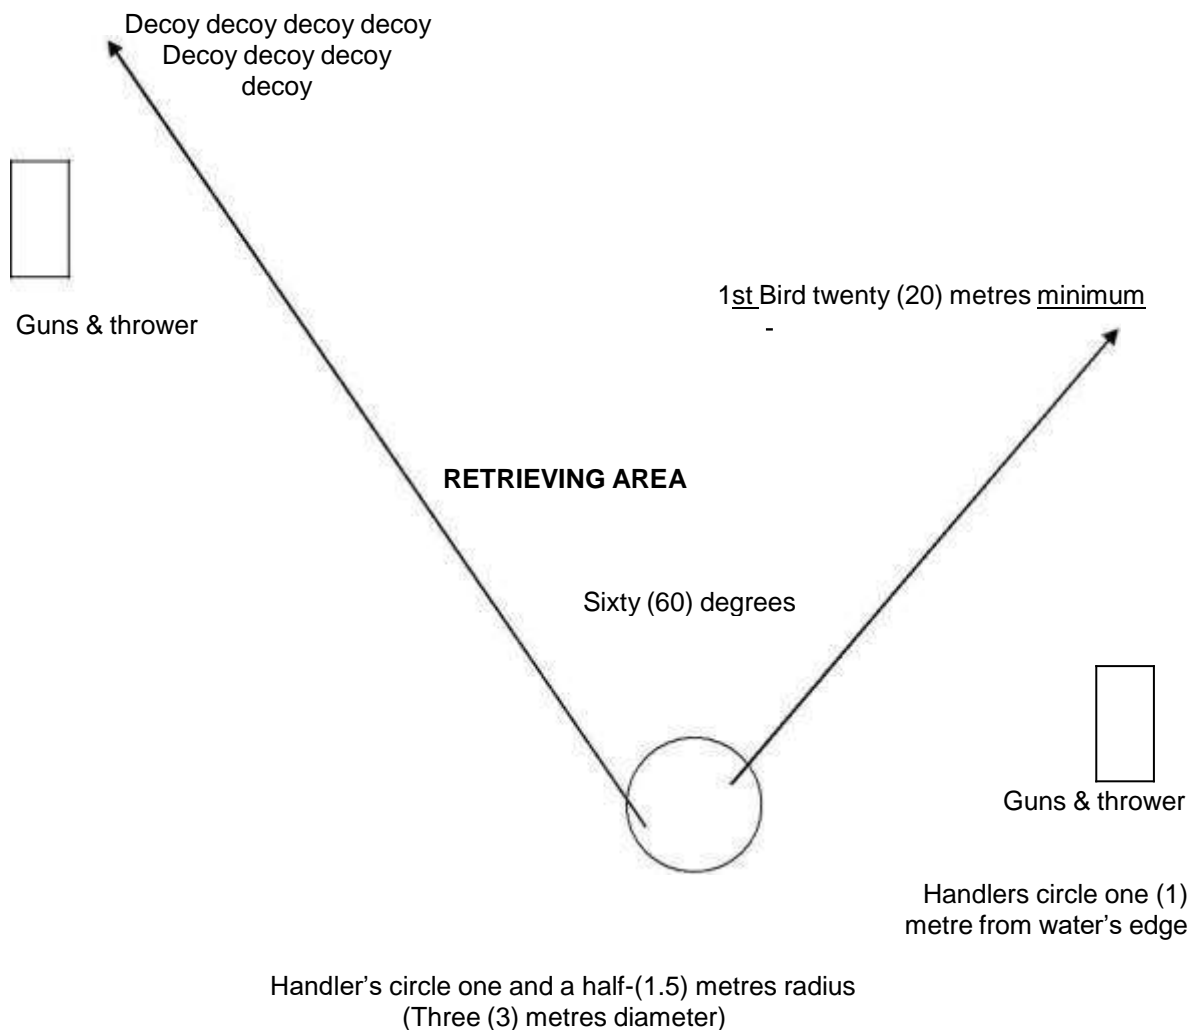 Decoy decoy decoy decoy
Decoy decoy decoy
decoy
1st Bird twenty (20) metres minimum
-
Guns & thrower
RETRIEVING AREA
Sixty (60) degrees
Guns & thrower
Handlers circle one (1)
metre from water's edge
Handler's circle one and a half-(1.5) metres radius
(Three (3) metres diameter)